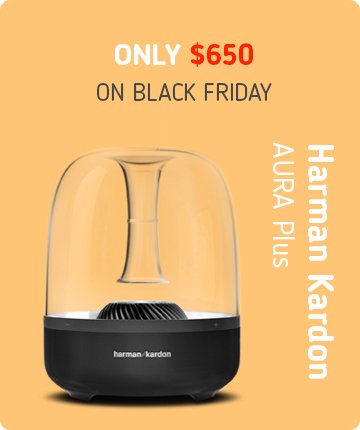 ONLY $650
ON BLACK FRIDAY
Harman Kardon
AURA Plus
harman/kardon